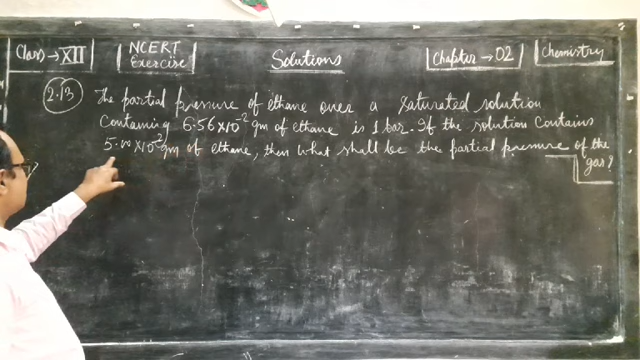 Class → XII
NCERT
Exercise
Solutions
Chapter → 02
Chemistry
2.13
The partial pressure of ethane over a saturated solution
containing 6.56×10⁻² gm of ethane is 1 bar. If the solution contains
5.00×10⁻² gm of ethane, then what shall be the partial pressure of the
gas?